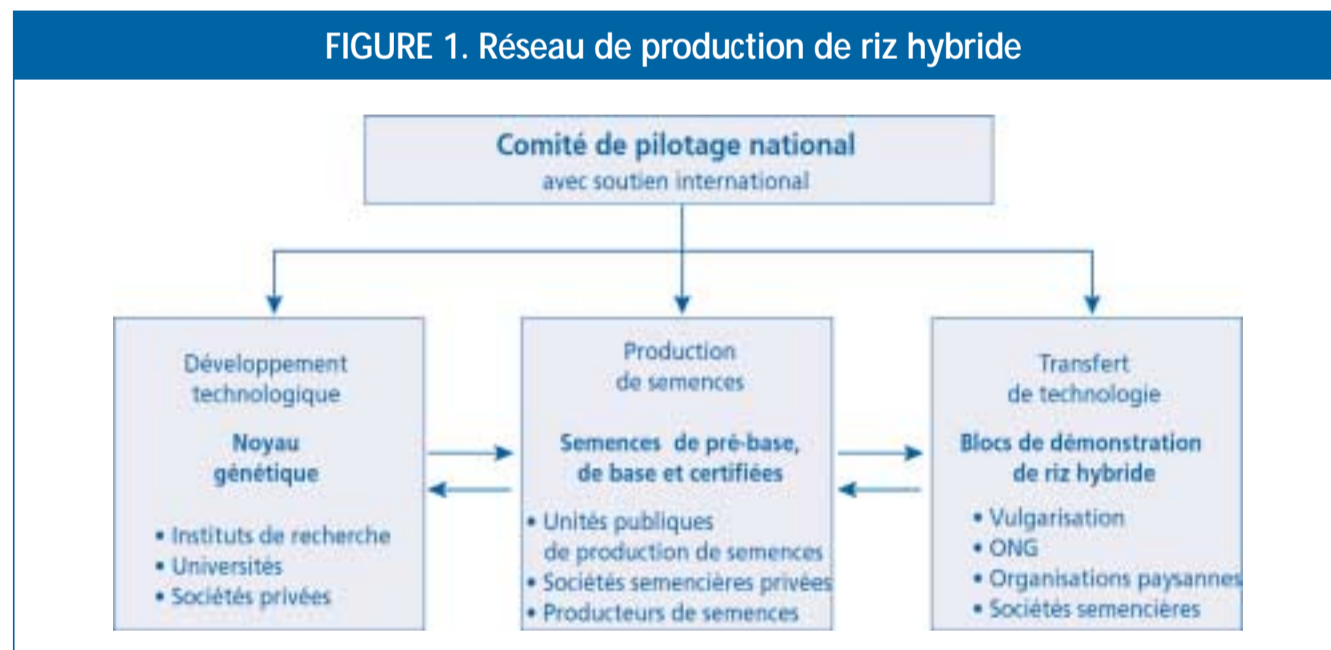 FIGURE 1. Réseau de production de riz hybride
Comité de pilotage national
avec soutien international
Développement
technologique
Noyau
génétique
• Instituts de recherche
• Universités
• Sociétés privées
Production
de semences
Semences de pré-base,
de base et certifiées
• Unités publiques
de production de semences
• Sociétés semencières privées
• Producteurs de semences
Transfert
de technologie
Blocs de démonstration
de riz hybride
• Vulgarisation
• ONG
• Organisations paysannes
• Sociétés semencières